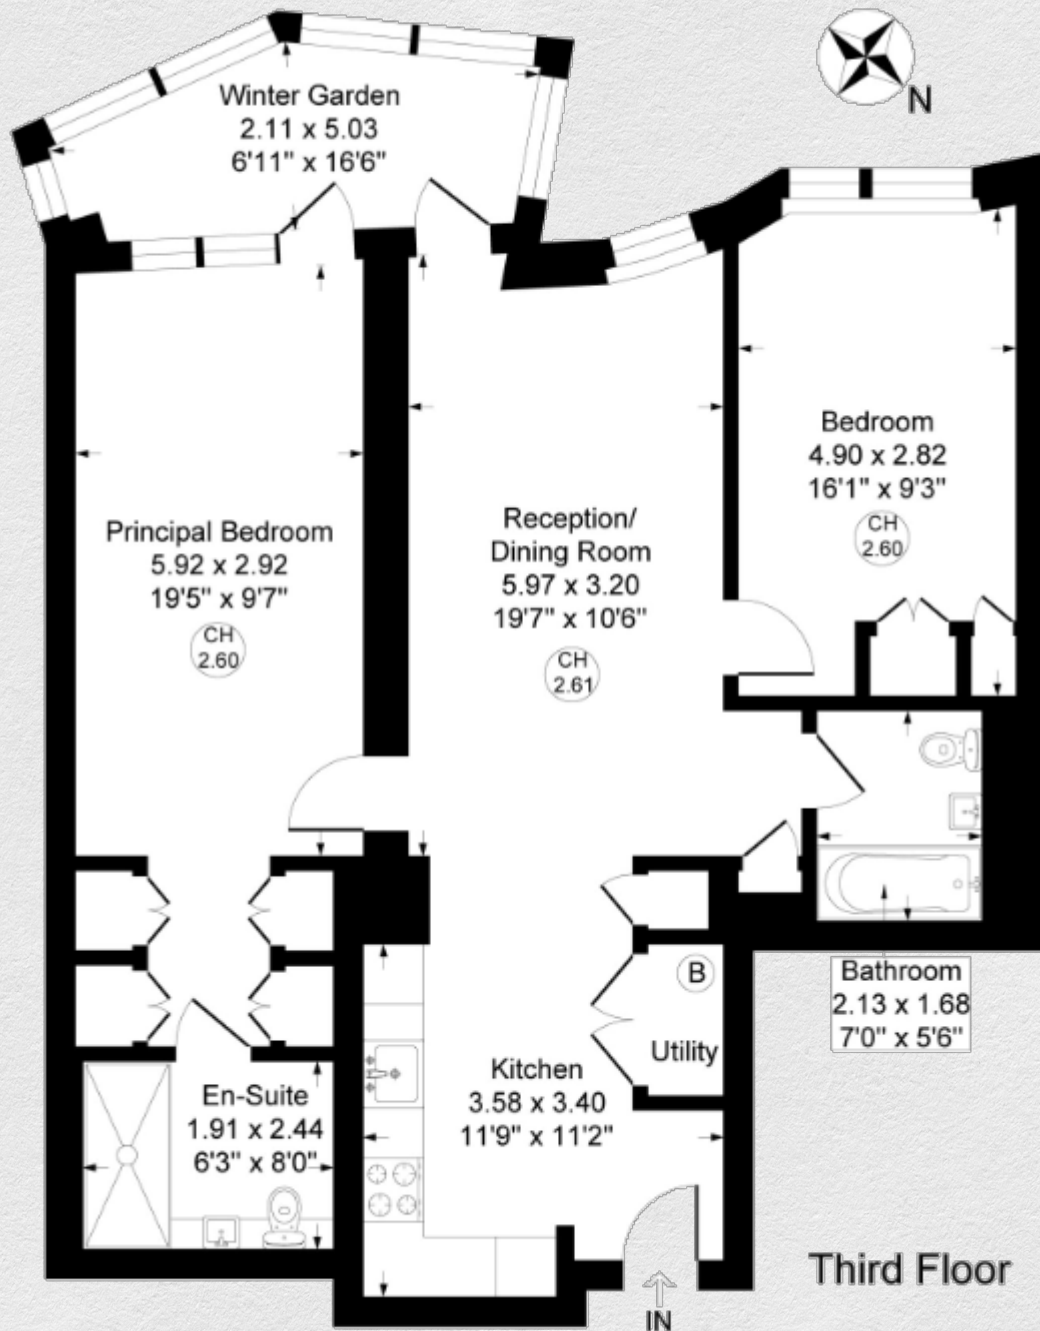 N
Winter Garden
2.11 x 5.03
6'11" x 16'6"
Bedroom
4.90 x 2.82
16'1" x 9'3"
CH
2.60
Reception/
Dining Room
5.97 x 3.20
19'7" x 10'6"
CH
2.61
Principal Bedroom
5.92 x 2.92
19'5" x 9'7"
CH
2.60
Bathroom
2.13 x 1.68
7'0" x 5'6"
B
Utility
Kitchen
3.58 x 3.40
11'9" x 11'2"
En-Suite
1.91 x 2.44
6'3" x 8'0"
Third Floor
IN